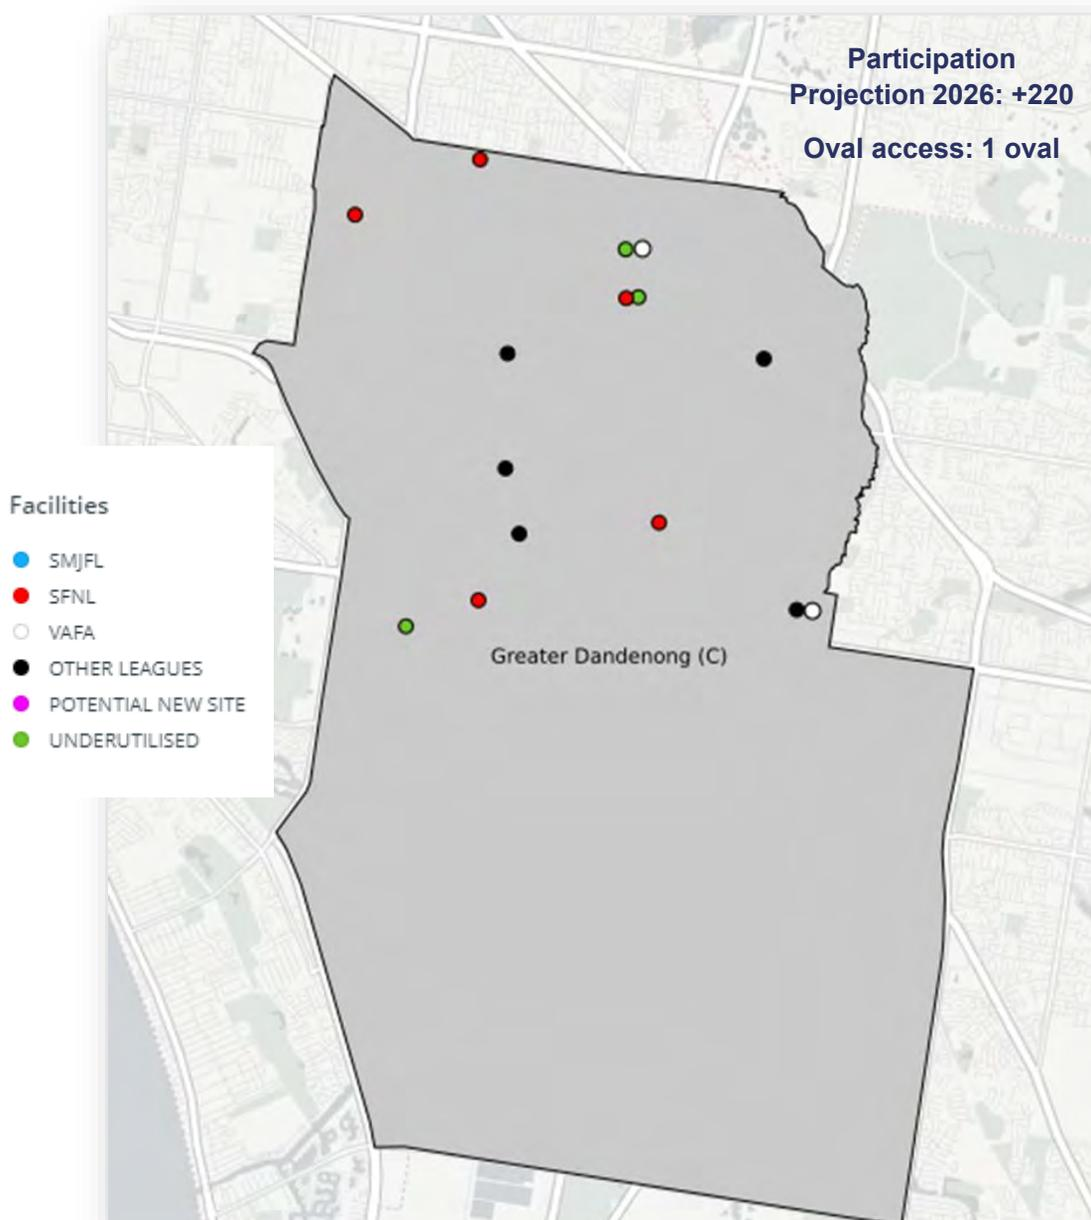 Participation
Projection 2026: +220
Oval access: 1 oval
Facilities
SMJFL
SFNL
VAFA
OTHER LEAGUES
POTENTIAL NEW SITE
UNDERUTILISED
Greater Dandenong (C)